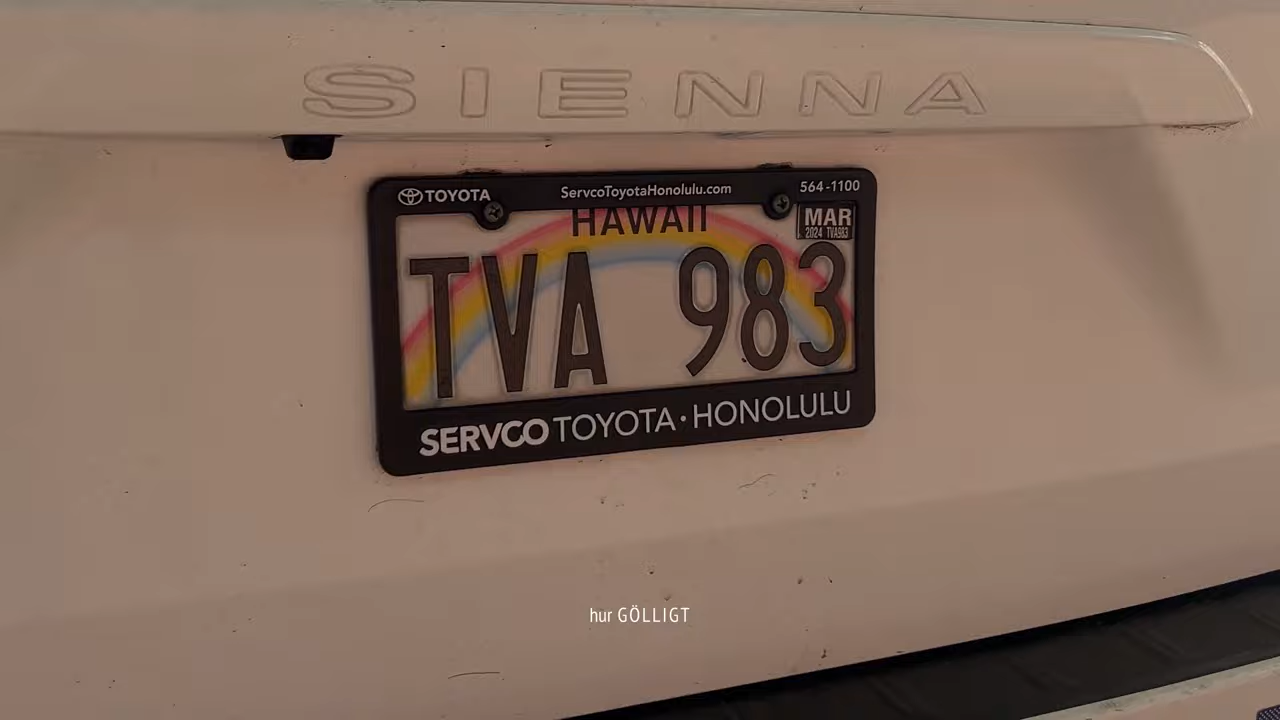 SIENNA
TOYOTA ServcoToyotaHonolulu.com 564-1100
HAWAII
MAR
2024 TVA983
TVA 983
SERVCO TOYOTA · HONOLULU
hur GÖLLIGT